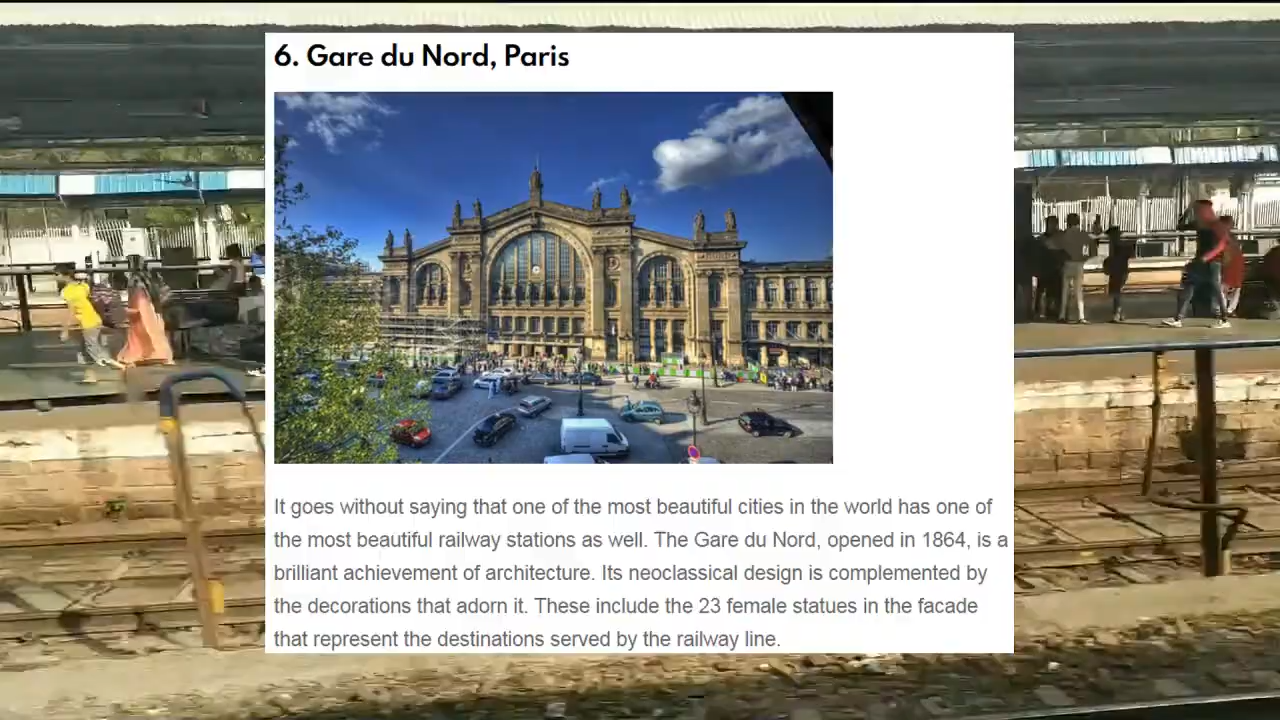 6. Gare du Nord, Paris
It goes without saying that one of the most beautiful cities in the world has one of
the most beautiful railway stations as well. The Gare du Nord, opened in 1864, is a
brilliant achievement of architecture. Its neoclassical design is complemented by
the decorations that adorn it. These include the 23 female statues in the facade
that represent the destinations served by the railway line.